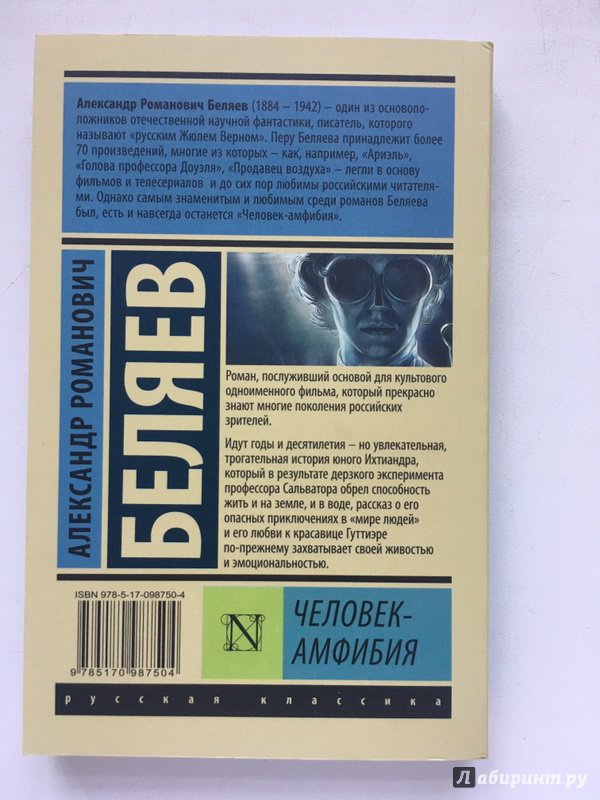 Александр Романович Беляев (1884 – 1942) – один из основопо-
ложников отечественной научной фантастики, писатель, которого
называют «русским Жюлем Верном». Перу Беляева принадлежит более
70 произведений, многие из которых – как, например, «Ариэль»,
«Голова профессора Доуэля», «Продавец воздуха» – легли в основу
фильмов и телесериалов и до сих пор любимы российскими читателя-
ми. Однако самым знаменитым и любимым среди романов Беляева
был, есть и навсегда останется «Человек-амфибия».
АЛЕКСАНДР РОМАНОВИЧ
БЕЛЯЕВ
Роман, послуживший основой для культового
одноименного фильма, который прекрасно
знают многие поколения российских
зрителей.
Идут годы и десятилетия – но увлекательная,
трогательная история юного Ихтиандра,
который в результате дерзкого эксперимента
профессора Сальватора обрел способность
жить и на земле, и в воде, рассказ о его
опасных приключениях в «мире людей»
и его любви к красавице Гуттиэре
по-прежнему захватывает своей живостью
и эмоциональностью.
ISBN 978-5-17-098750-4
9 785170 987504
N
ЧЕЛОВЕК-
АМФИБИЯ
русская классика
Лабиринт.ру